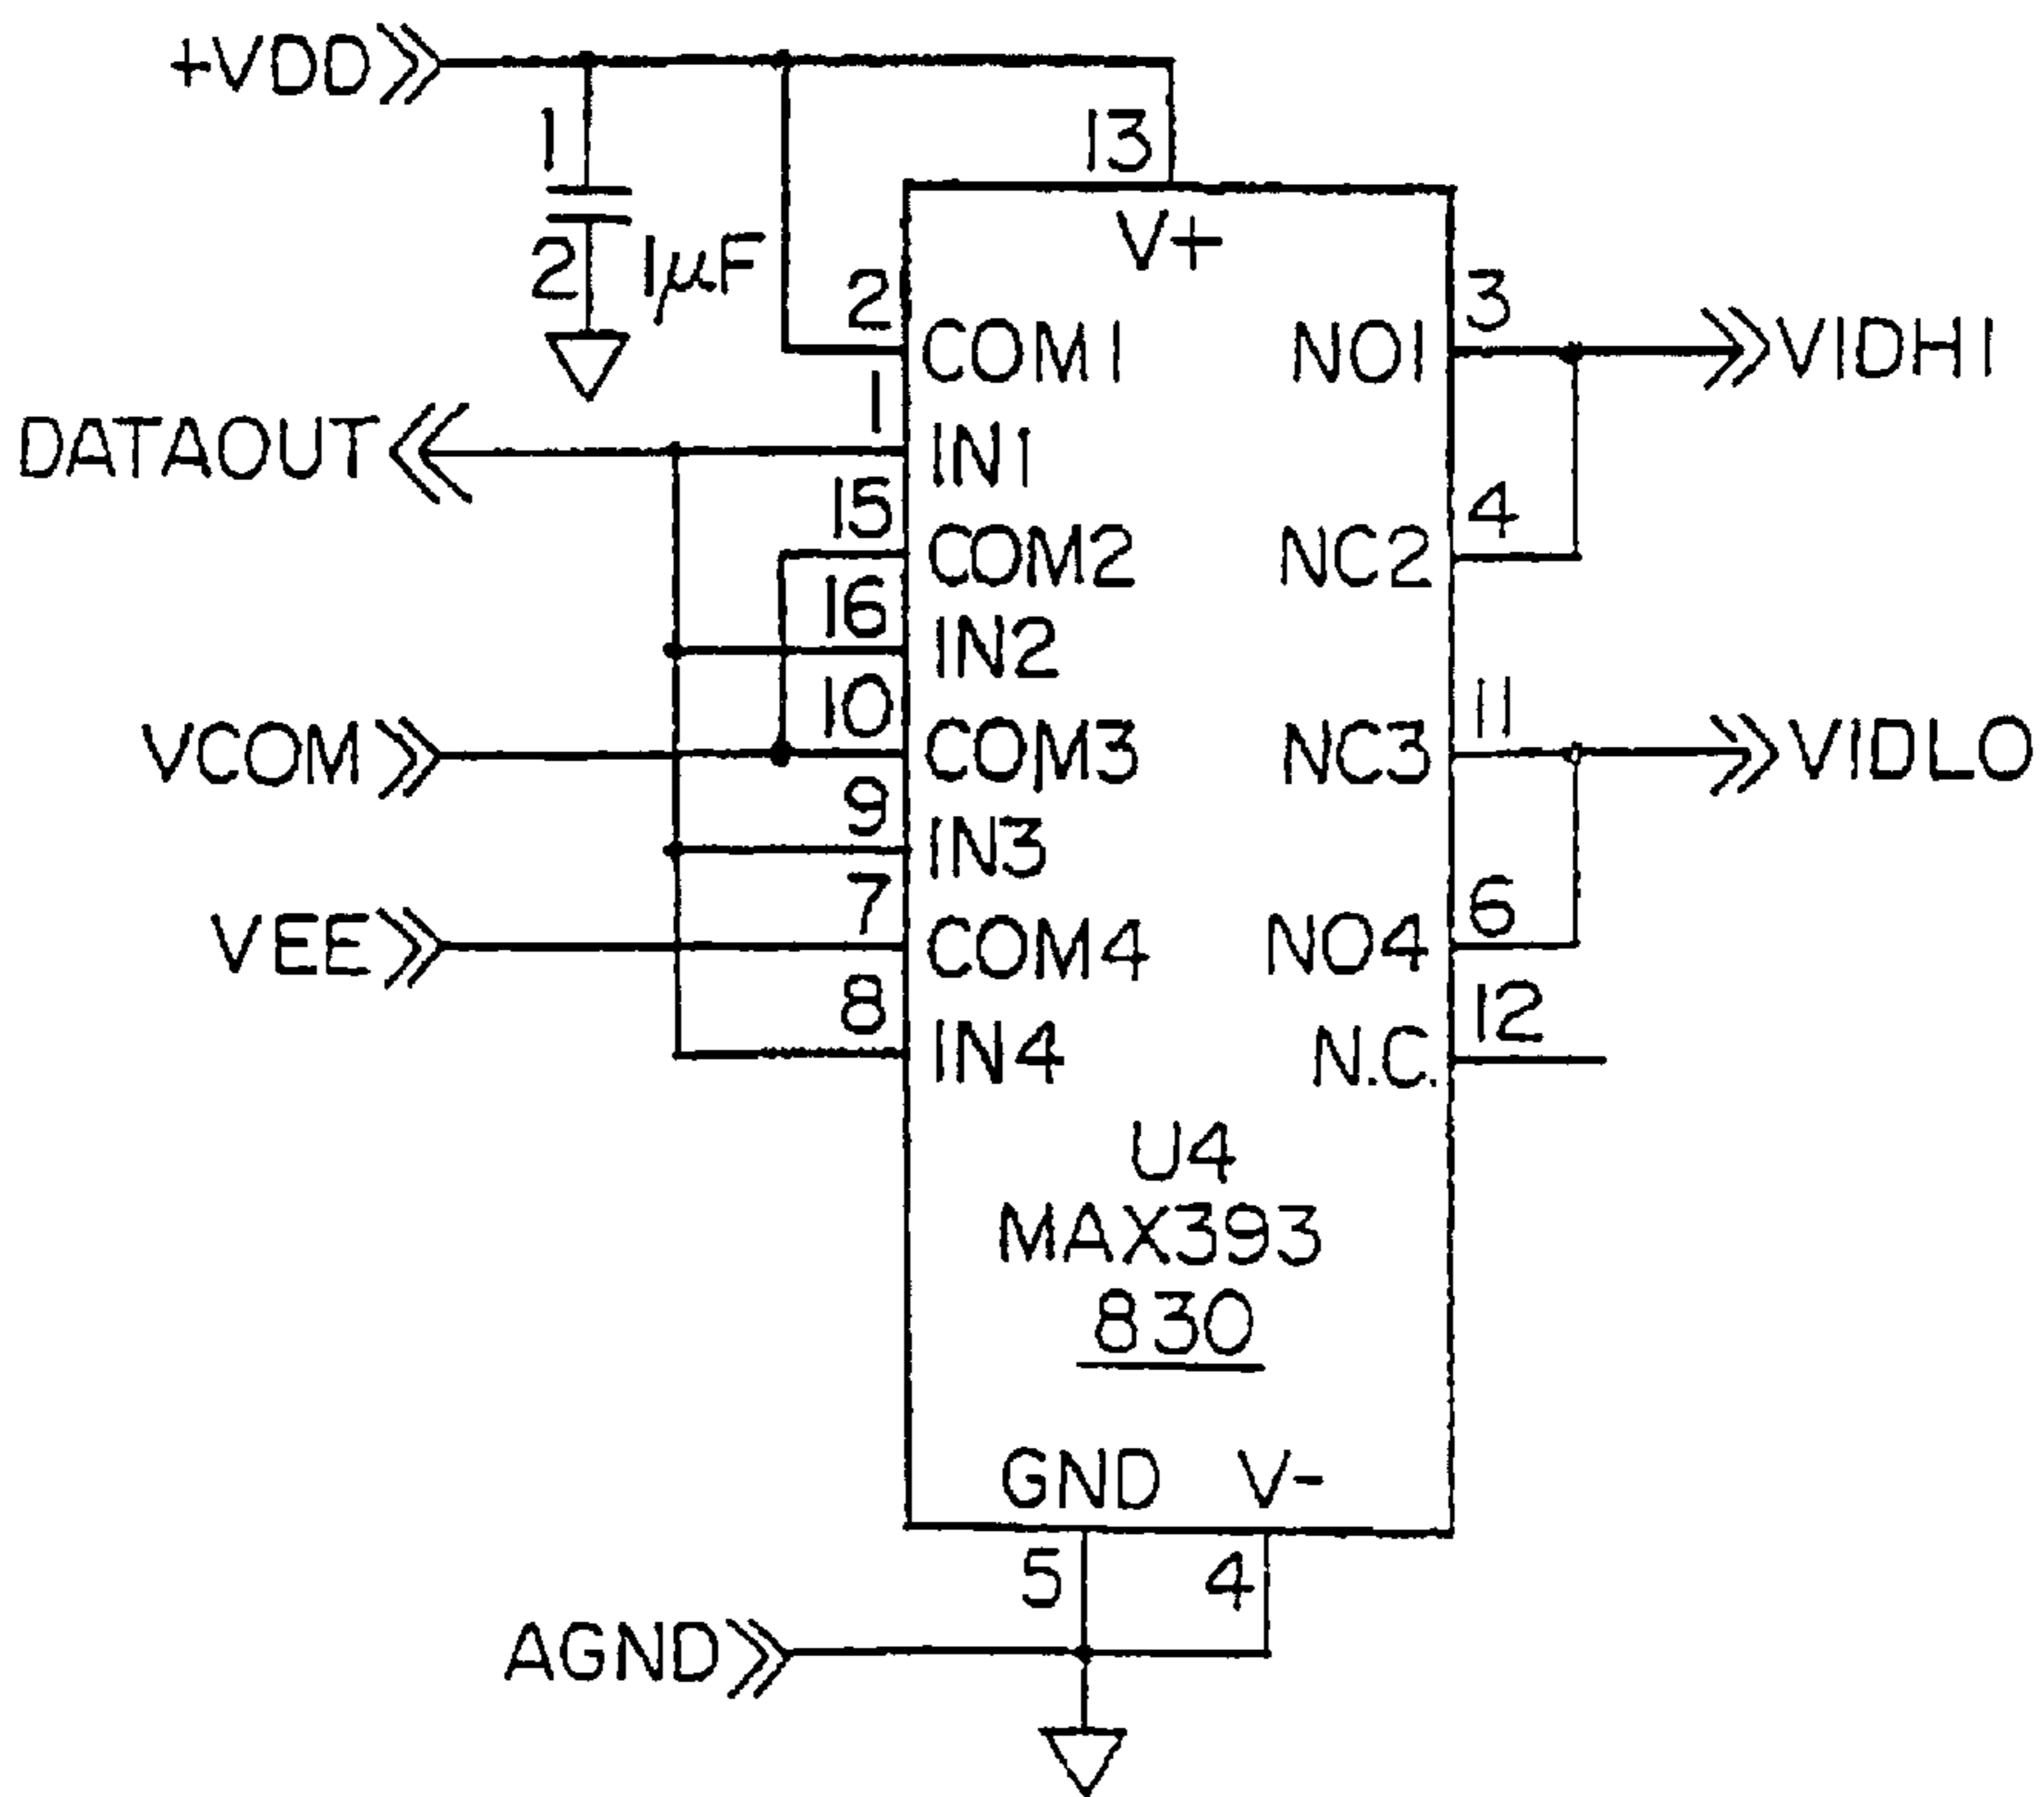 +VDD
1
13
V+
2
1µF
2
3
COM1
NO1
VIDHI
1
DATAOUT
IN1
15
4
COM2
NC2
16
IN2
10
11
VCOM
COM3
NC3
VIDLO
9
IN3
7
6
VEE
COM4
NO4
8
12
IN4
N.C.
U4
MAX393
830
GND V-
5
4
AGND